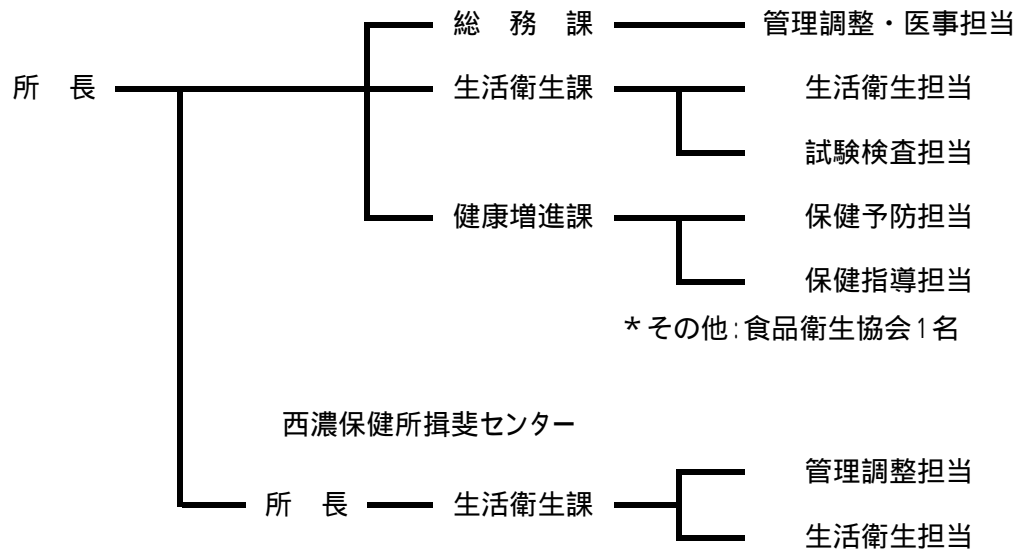 総　務　課　管理調整・医事担当
所　長　生活衛生課　生活衛生担当
試験検査担当
健康増進課　保健予防担当
保健指導担当
*その他:食品衛生協会1名
西濃保健所揖斐センター
管理調整担当
所　長　生活衛生課
生活衛生担当